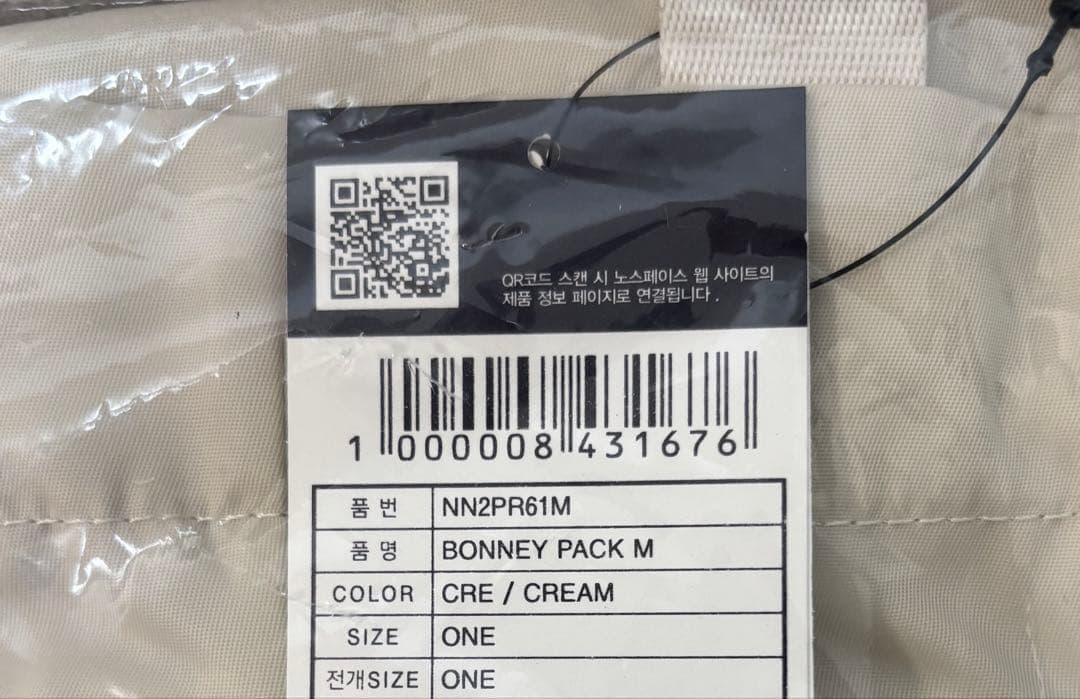 QR코드 스캔 시 노스페이스 웹 사이트의
제품 정보 페이지로 연결됩니다 .
1 000008 431676
품 번 NN2PR61M
품 명 BONNEY PACK M
COLOR CRE / CREAM
SIZE ONE
전개SIZE ONE